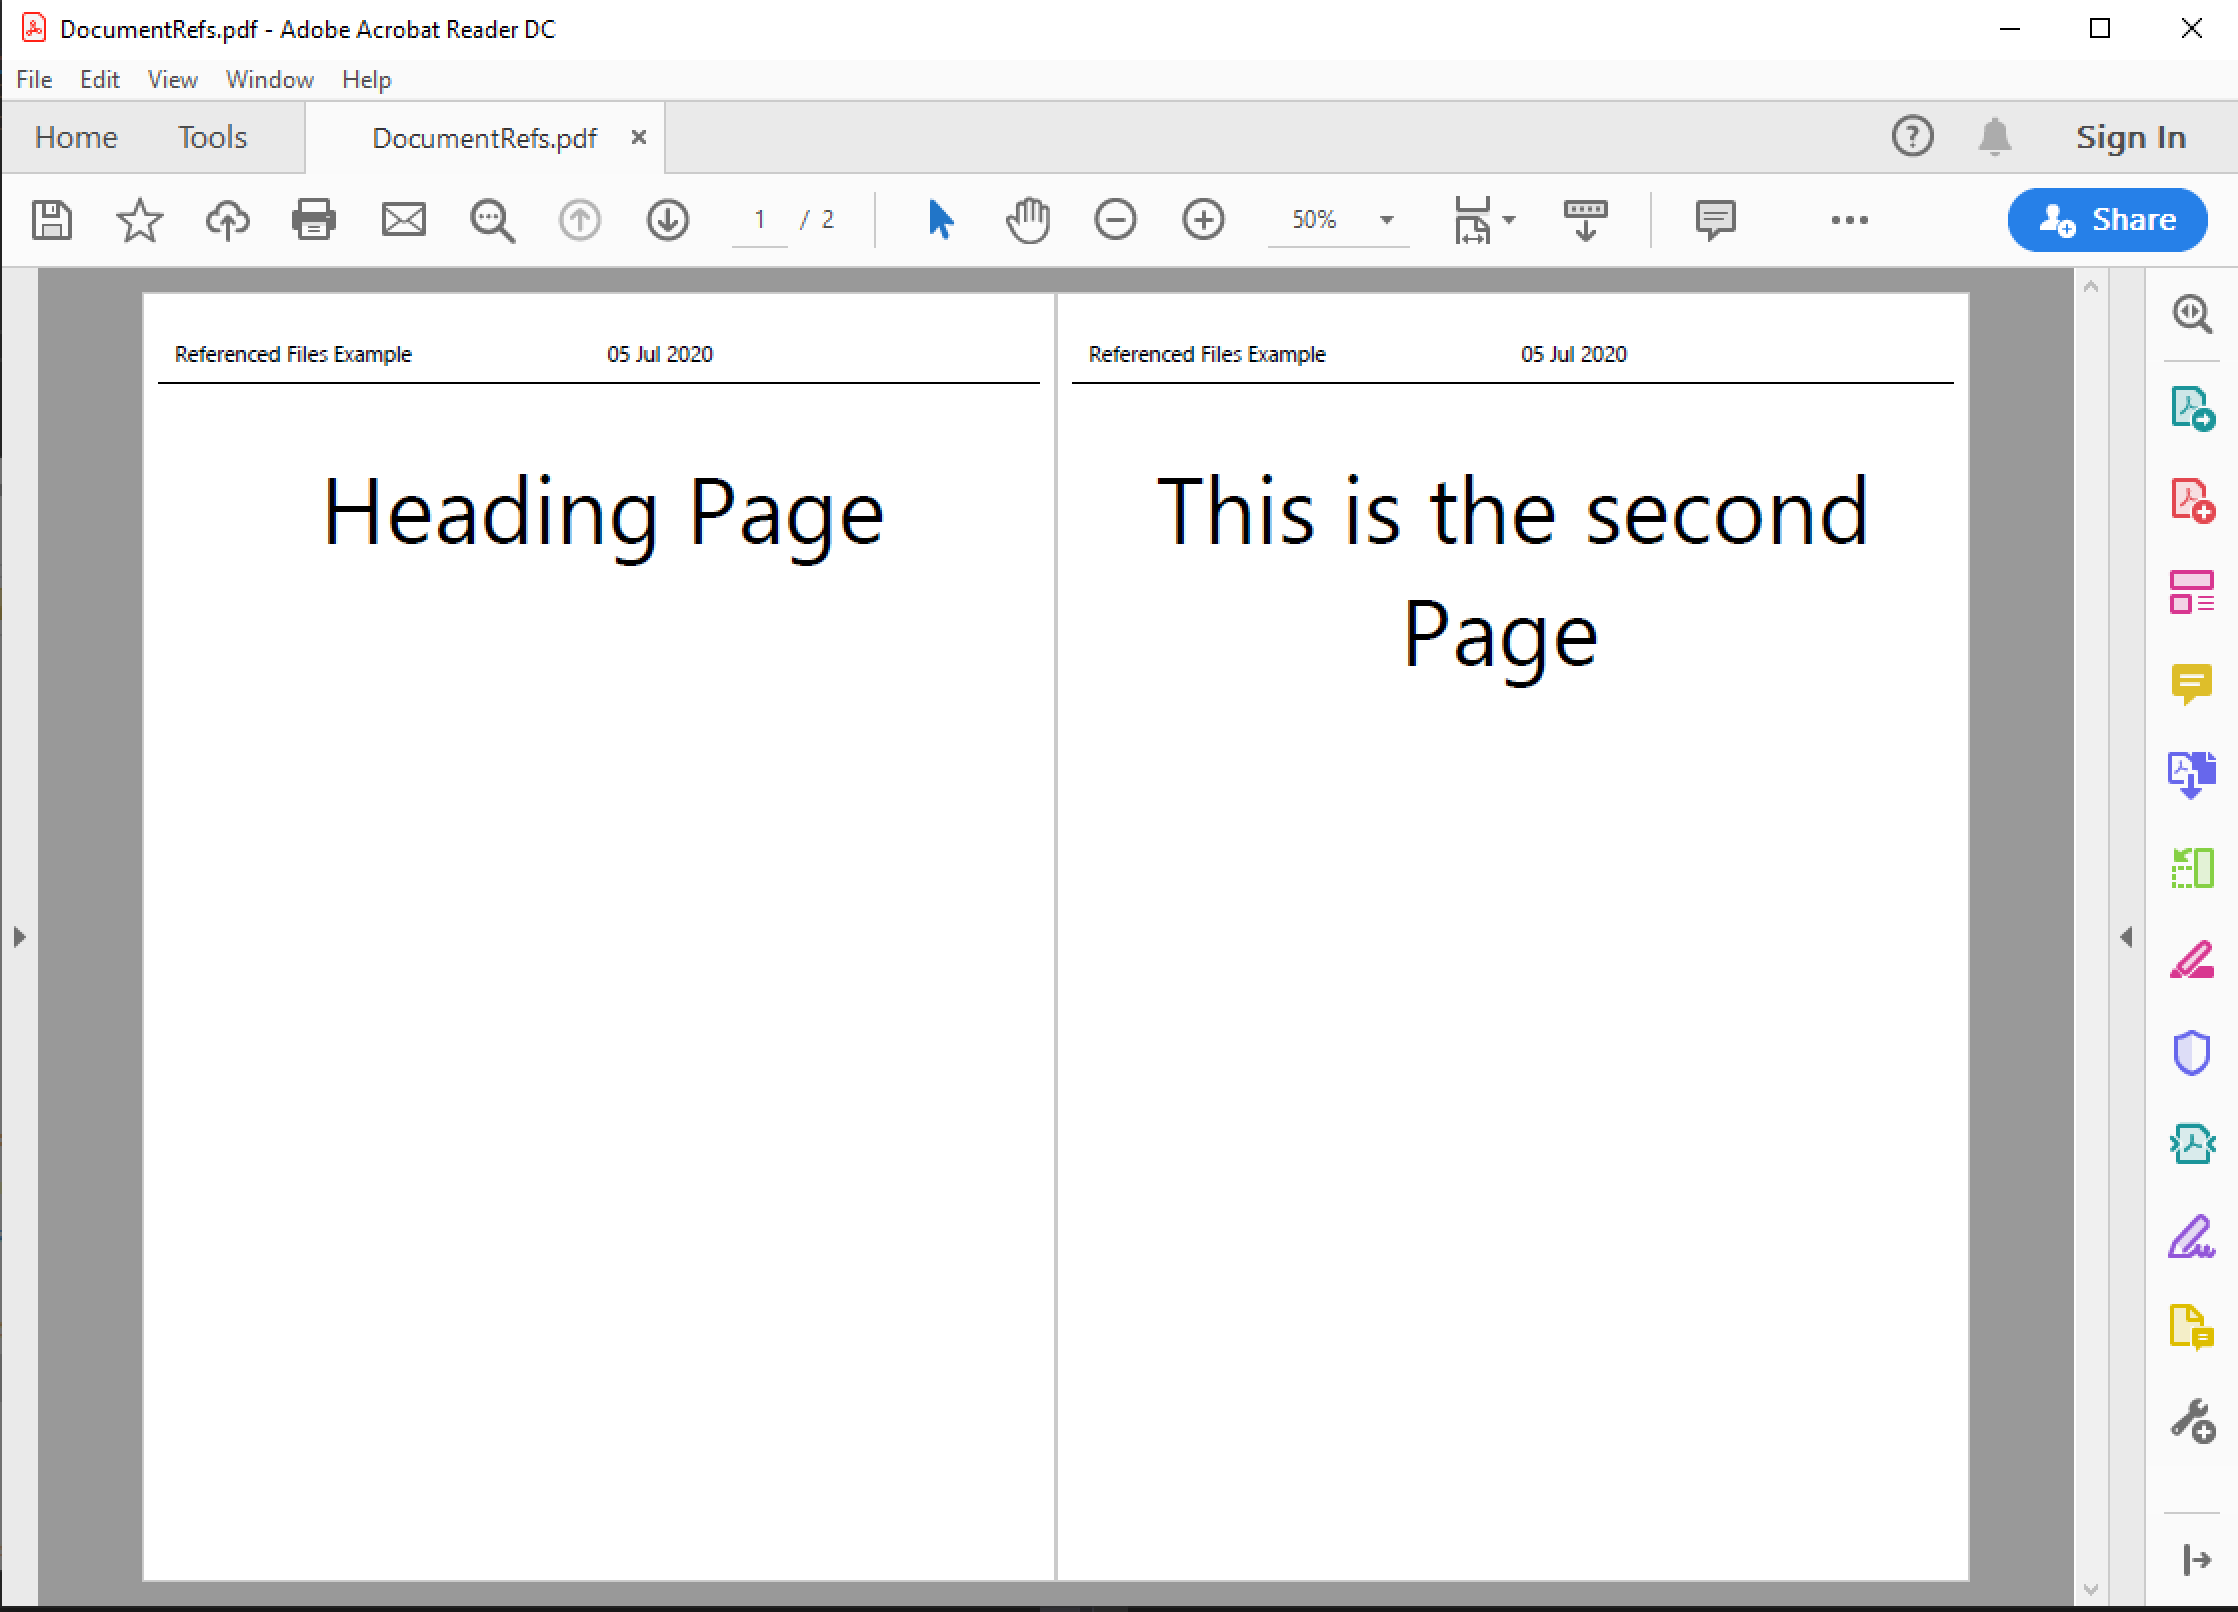 DocumentRefs.pdf - Adobe Acrobat Reader DC
File Edit View Window Help
Home Tools DocumentRefs.pdf × ? Sign In
1 / 2 50% Share
Referenced Files Example 05 Jul 2020
Heading Page
Referenced Files Example 05 Jul 2020
This is the second
Page